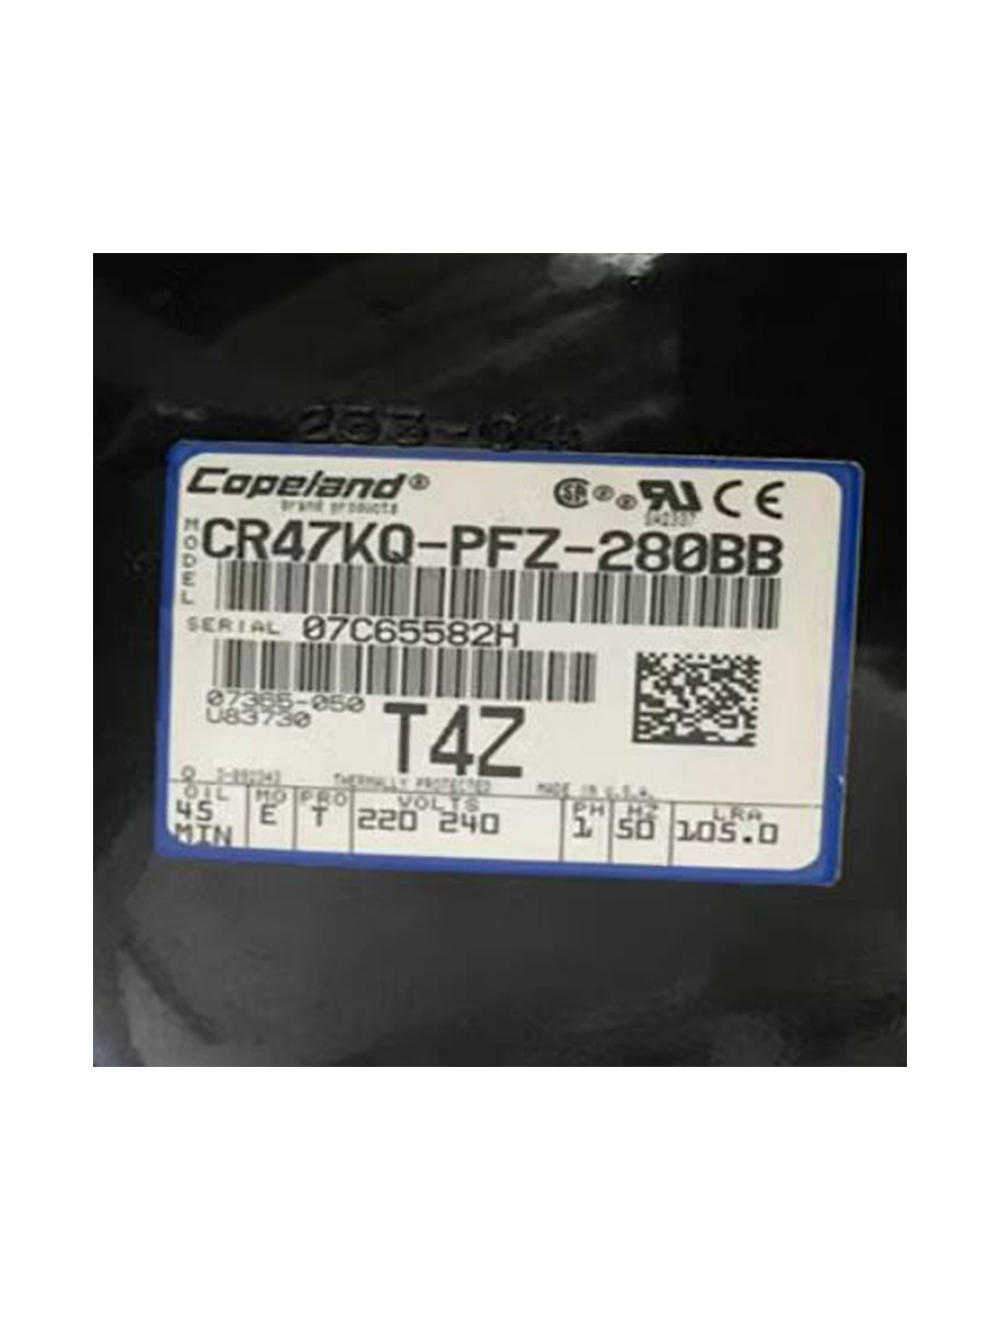 Copeland®
brand products
MODEL
CR47KQ-PFZ-280BB
SERIAL 07C65582H
07365-050
U83730
T4Z
THERMALLY PROTECTED MADE IN U.S.A.
OIL MO PRO VOLTS PH HZ LRA
45 MIN E T 220 240 1 50 105.0